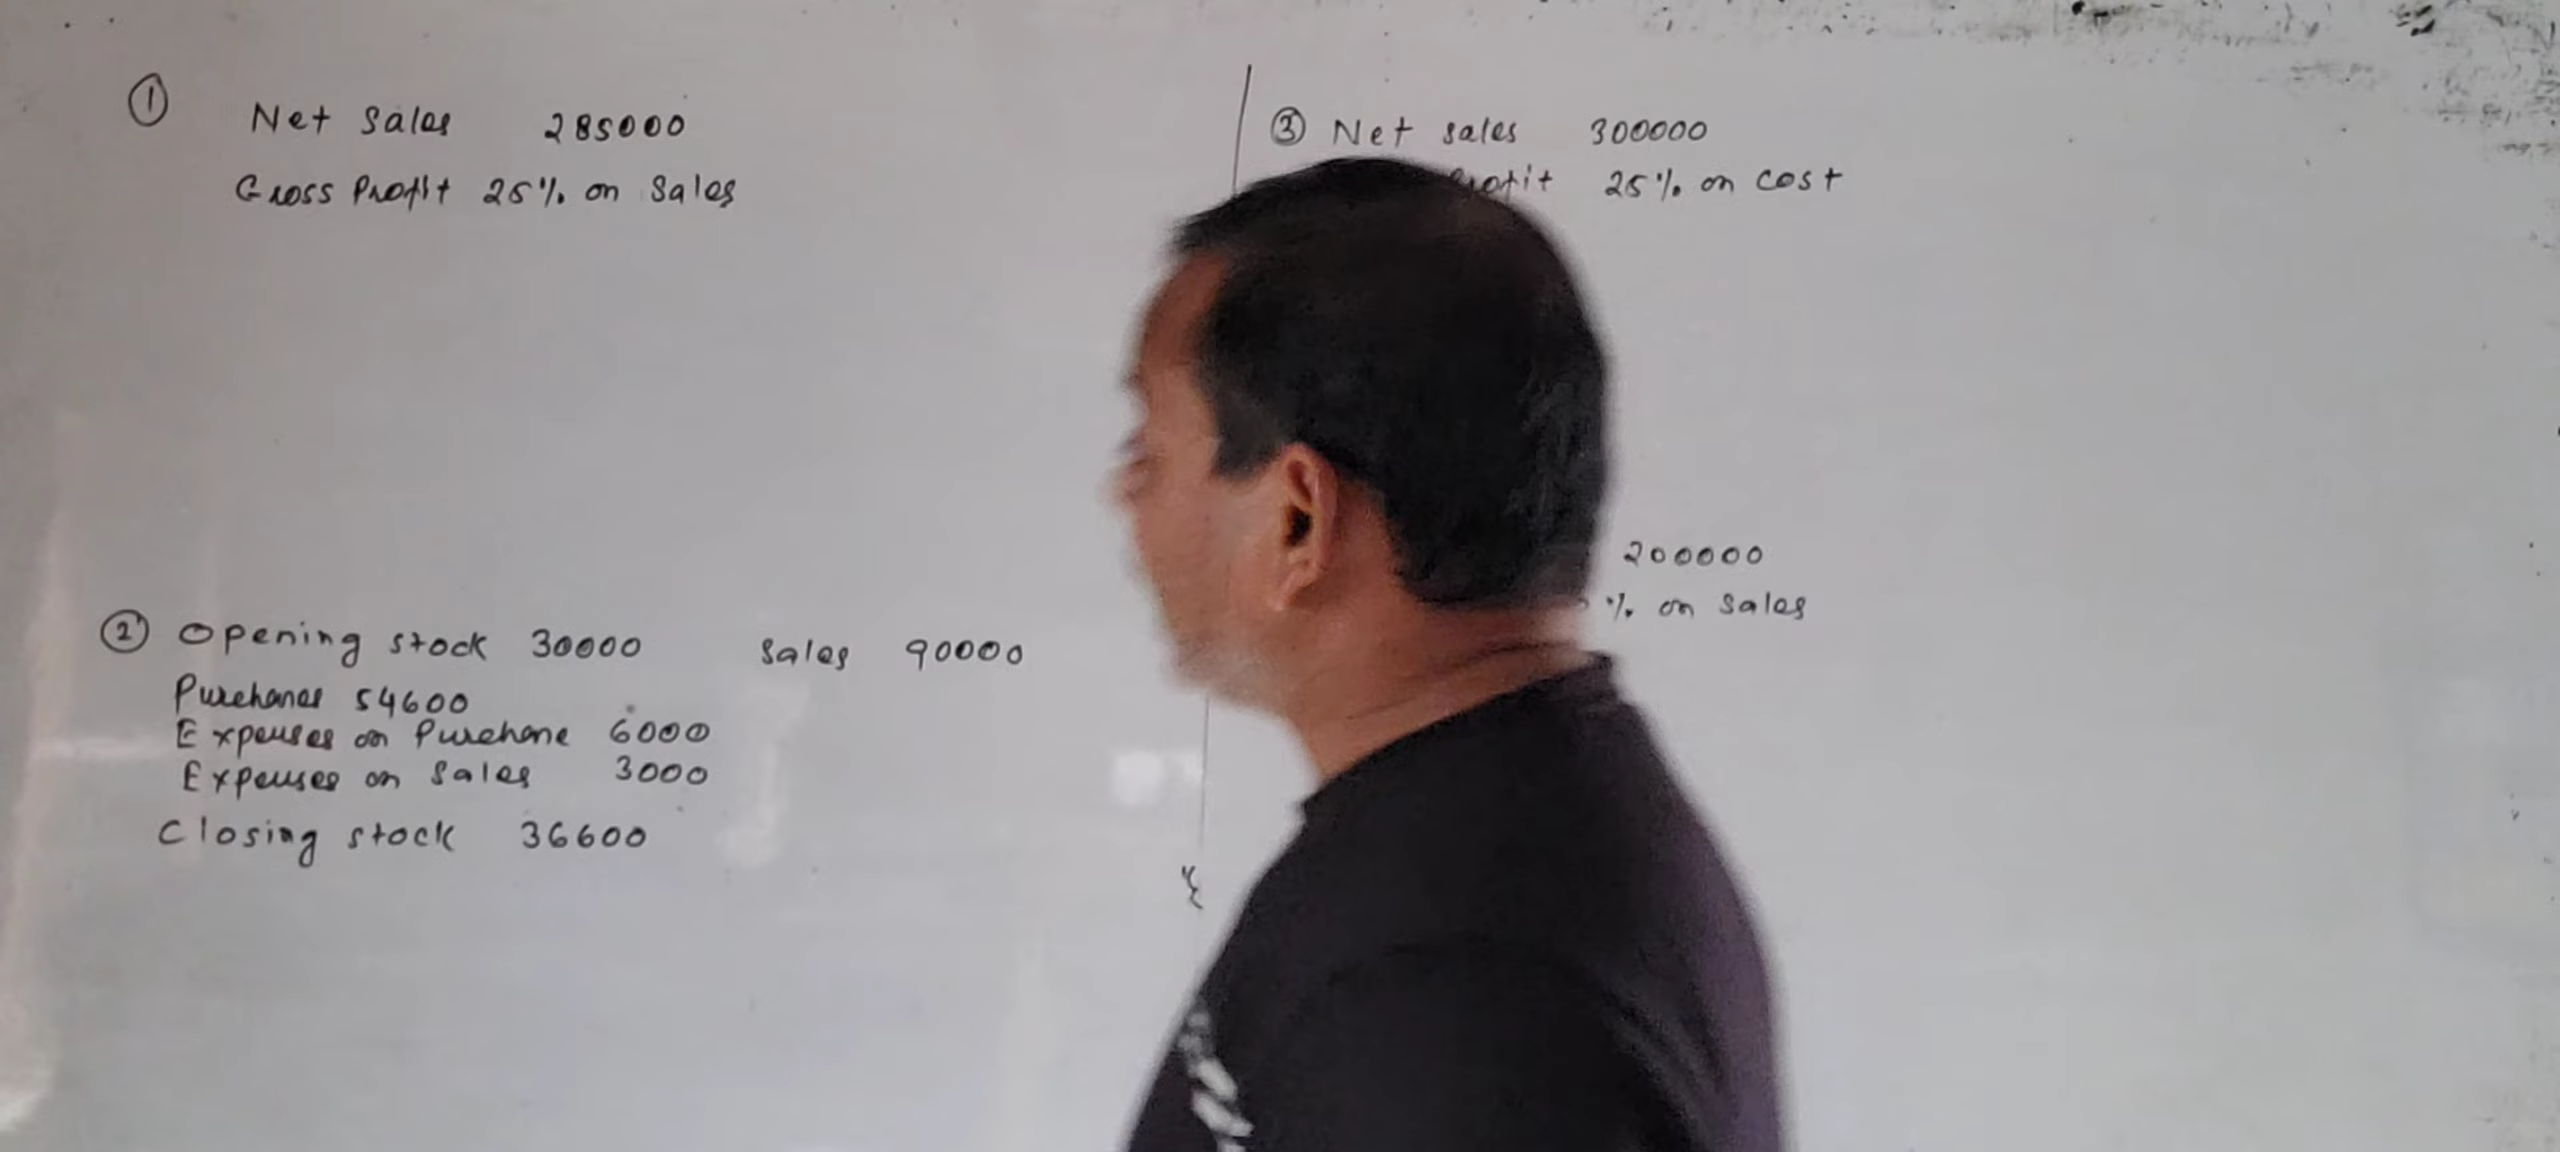 ① Net Sales 285000
Gross Profit 25% on Sales
② Opening stock 30000 Sales 90000
Purchases 54600
Expenses on Purchase 6000
Expenses on Sales 3000
Closing stock 36600
③ Net sales 300000
25% on cost
200000
% on Sales